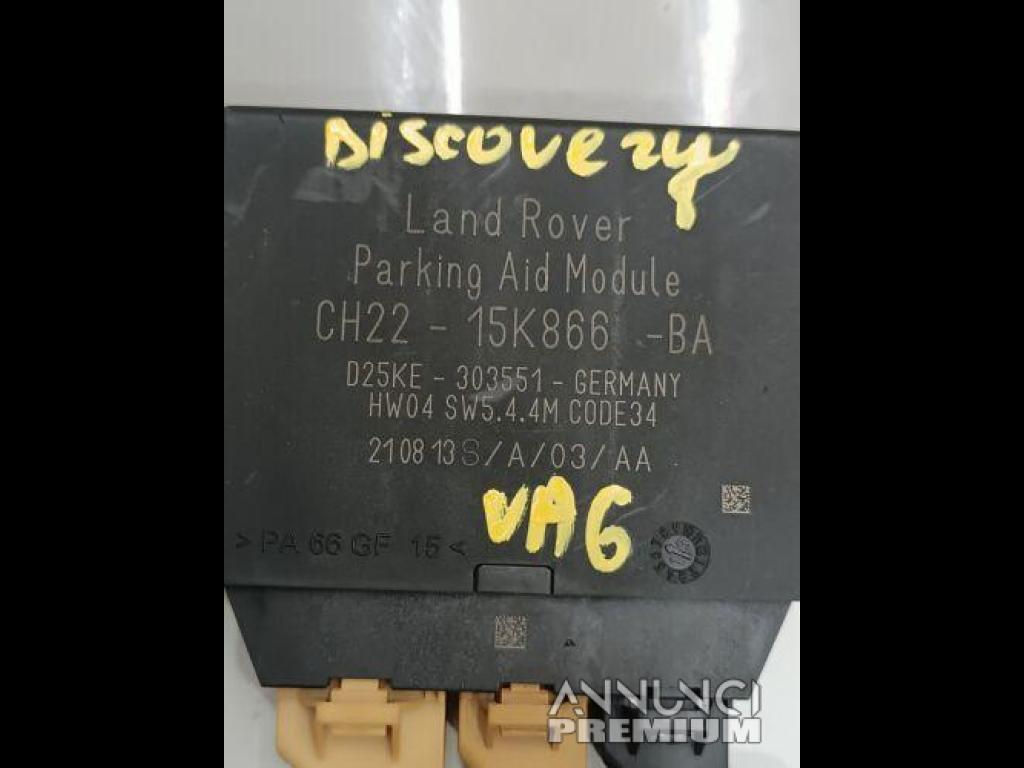 Discovery
Land Rover
Parking Aid Module
CH22 - 15K866 -BA
D25KE - 303551 - GERMANY
HW04 SW5.4.4M CODE34
210813S/A/03/AA
VA6
>PA 66 GF 15<
ANNUNCI
PREMIUM